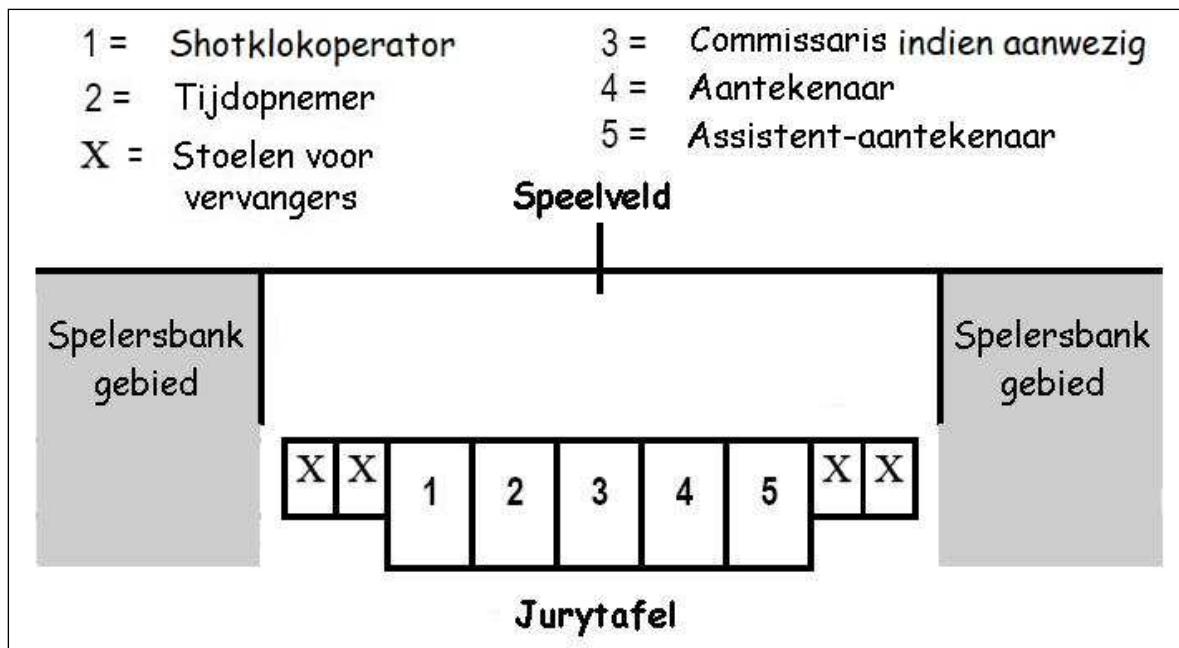 1 = Shotklokoperator
2 = Tijdopnemer
X = Stoelen voor
vervangers
3 = Commissaris indien aanwezig
4 = Aantekenaar
5 = Assistent-aantekenaar
Speelveld
Spelersbank
gebied
Spelersbank
gebied
X X 1 2 3 4 5 X X
Jurytafel